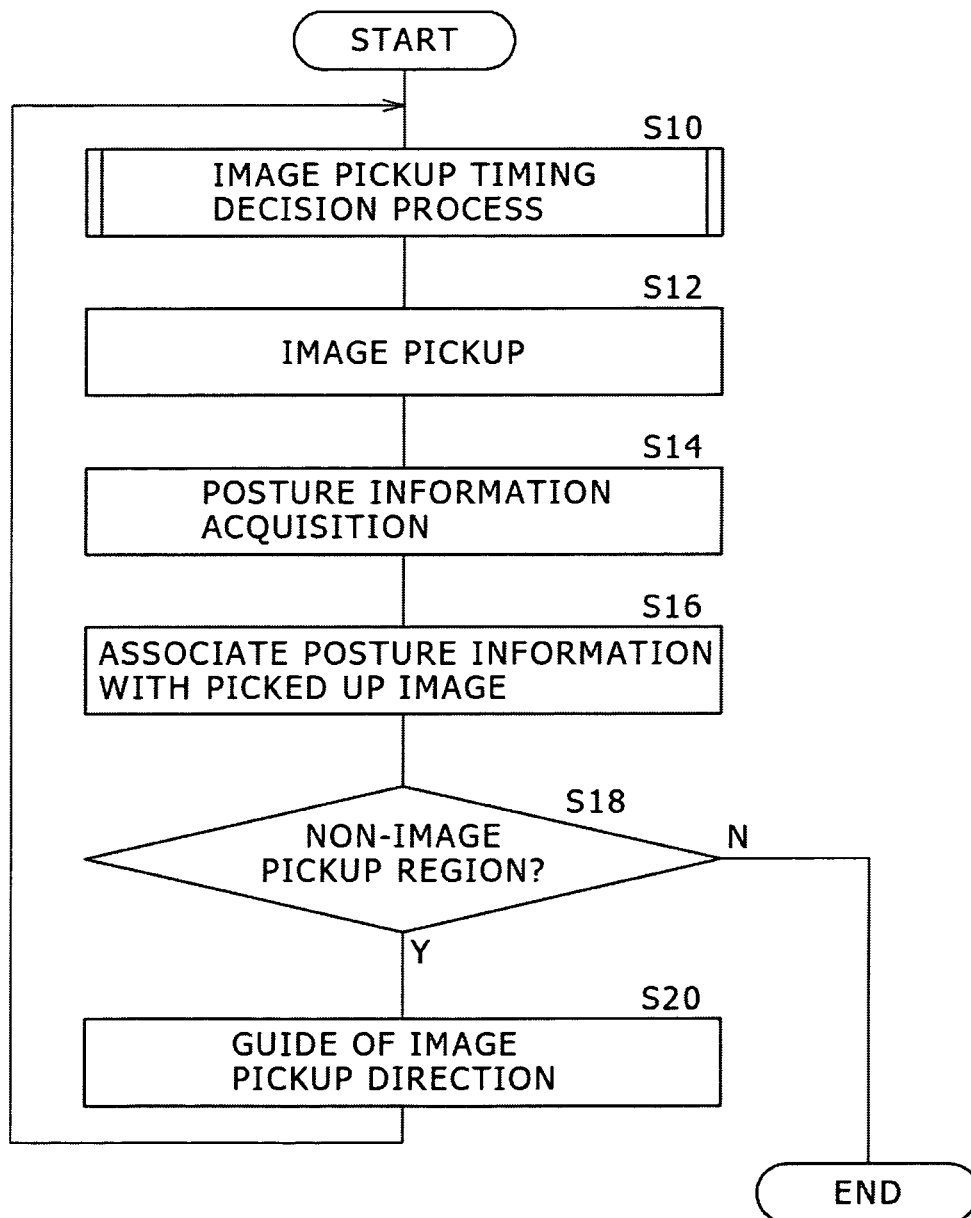 START
S10
IMAGE PICKUP TIMING
DECISION PROCESS
S12
IMAGE PICKUP
S14
POSTURE INFORMATION
ACQUISITION
S16
ASSOCIATE POSTURE INFORMATION
WITH PICKED UP IMAGE
S18
NON-IMAGE
PICKUP REGION?
N
Y
S20
GUIDE OF IMAGE
PICKUP DIRECTION
END